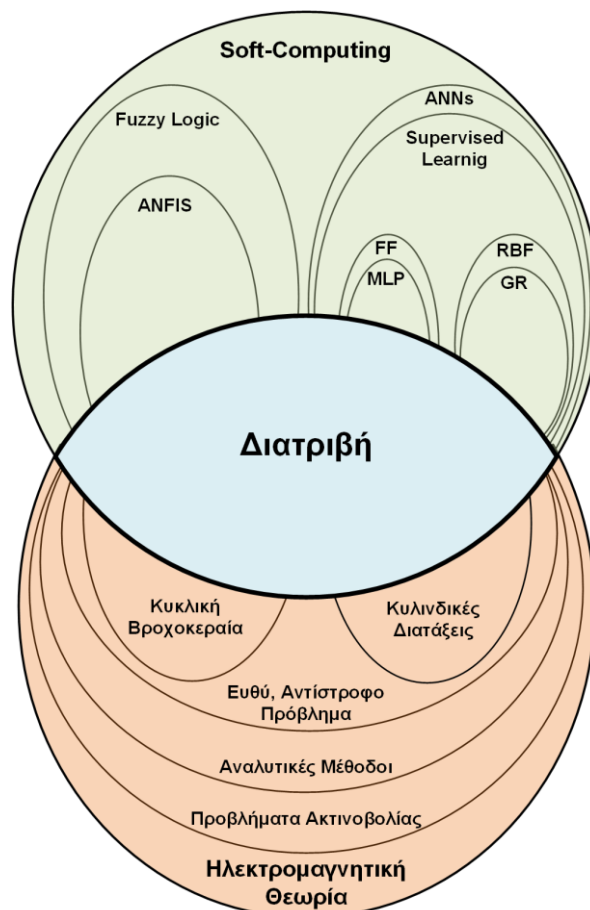 Soft-Computing
ANNs
Fuzzy Logic
Supervised
Learnig
ANFIS
FF
RBF
MLP
GR
Διατριβή
Κυκλική
Βροχοκεραία
Κυλινδικές
Διατάξεις
Ευθύ, Αντίστροφο
Πρόβλημα
Αναλυτικές Μέθοδοι
Προβλήματα Ακτινοβολίας
Ηλεκτρομαγνητική
Θεωρία